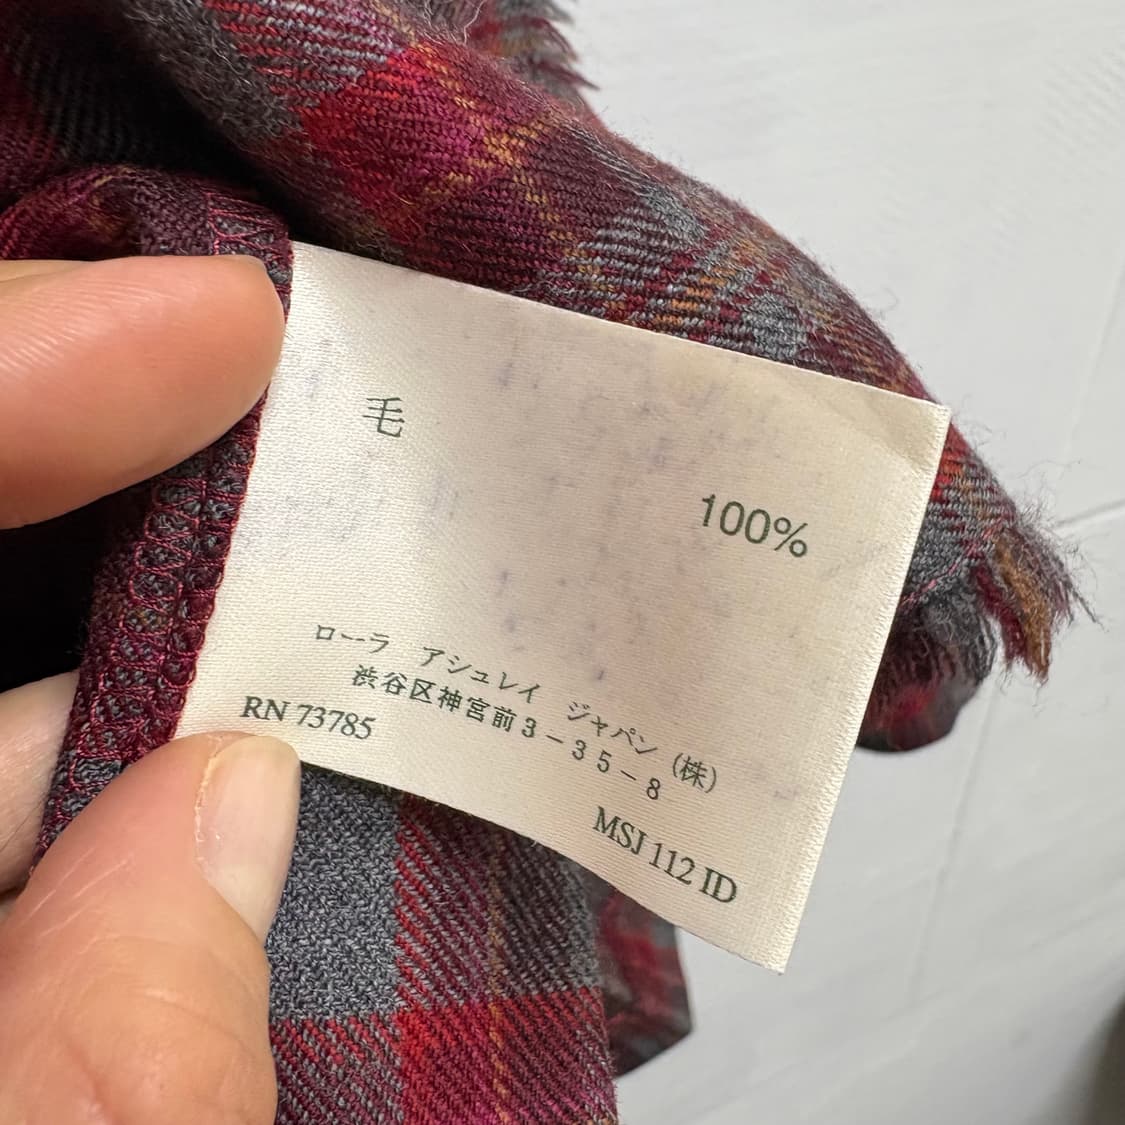 毛
100%
ローラ アシュレイ ジャパン (株)
渋谷区神宮前3-35-8
RN 73785
MSJ 112 ID